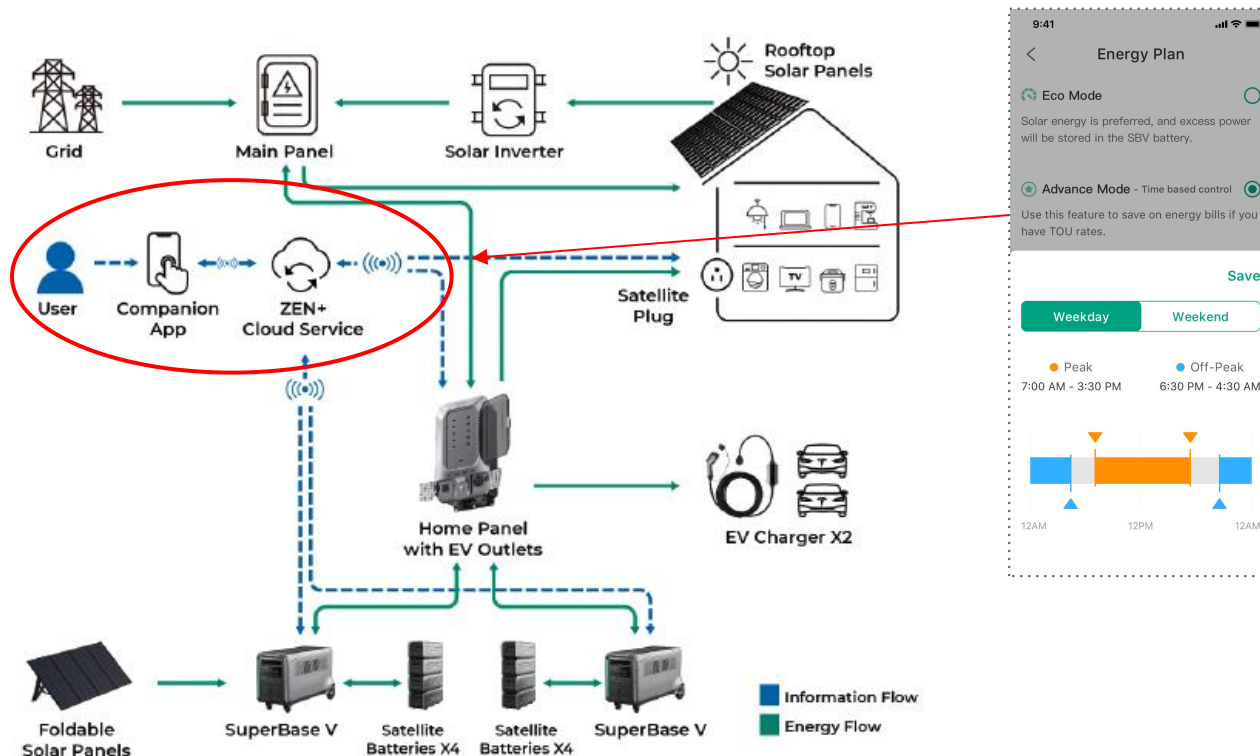 Grid
Main Panel
Solar Inverter
Rooftop
Solar Panels
User
Companion
App
ZEN+
Cloud Service
Satellite
Plug
TV
Home Panel
with EV Outlets
EV Charger X2
Foldable
Solar Panels
SuperBase V
Satellite
Batteries X4
Satellite
Batteries X4
SuperBase V
Information Flow
Energy Flow
9:41
Energy Plan
Eco Mode
Solar energy is preferred, and excess power
will be stored in the SBV battery.
Advance Mode - Time based control
Use this feature to save on energy bills if you
have TOU rates.
Save
Weekday
Weekend
Peak
7:00 AM - 3:30 PM
Off-Peak
6:30 PM - 4:30 AM
12AM
12PM
12AM